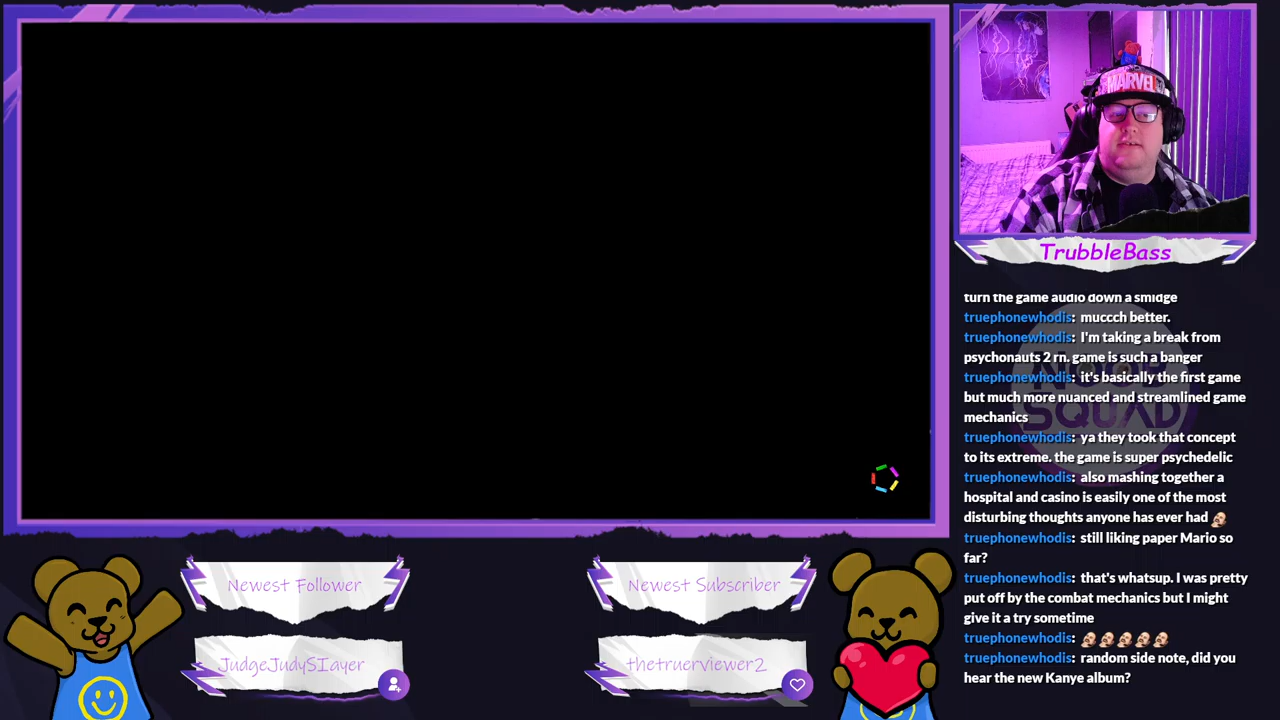 MARVEL
TrubbleBass
turn the game audio down a smidge
truephonewhodis: muccch better.
truephonewhodis: I'm taking a break from
psychonauts 2 rn. game is such a banger
truephonewhodis: it's basically the first game
but much more nuanced and streamlined game
mechanics
truephonewhodis: ya they took that concept
to its extreme. the game is super psychedelic
truephonewhodis: also mashing together a
hospital and casino is easily one of the most
disturbing thoughts anyone has ever had
truephonewhodis: still liking paper Mario so
far?
truephonewhodis: that's whatsup. I was pretty
put off by the combat mechanics but I might
give it a try sometime
truephonewhodis:
truephonewhodis: random side note, did you
hear the new Kanye album?
NOOB
SQUAD
Newest Follower
JudgeJudySIayer
Newest Subscriber
thetruerviewer2